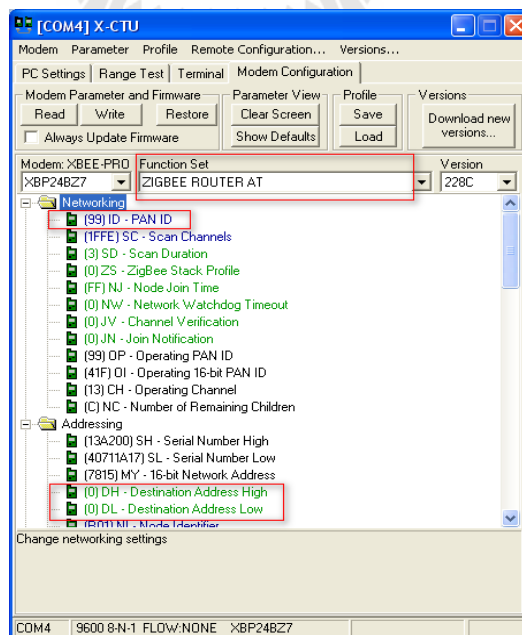 [COM4] X-CTU
Modem Parameter Profile Remote Configuration... Versions...
PC Settings Range Test Terminal Modem Configuration
Modem Parameter and Firmware Parameter View Profile Versions
Read Write Restore Clear Screen Save Download new versions...
Always Update Firmware Show Defaults Load
Modem: XBEE-PRO Function Set Version
XBP24BZ7 ZIGBEE ROUTER AT 228C
Networking
(99) ID - PAN ID
(1FFE) SC - Scan Channels
(3) SD - Scan Duration
(0) ZS - ZigBee Stack Profile
(FF) NJ - Node Join Time
(0) NW - Network Watchdog Timeout
(0) JV - Channel Verification
(0) JN - Join Notification
(99) OP - Operating PAN ID
(41F) OI - Operating 16-bit PAN ID
(13) CH - Operating Channel
(C) NC - Number of Remaining Children
Addressing
(13A200) SH - Serial Number High
(40711A17) SL - Serial Number Low
(7815) MY - 16-bit Network Address
(0) DH - Destination Address High
(0) DL - Destination Address Low
(R01) NI - Node Identifier
Change networking settings
COM4 9600 8-N-1 FLOW:NONE XBP24BZ7